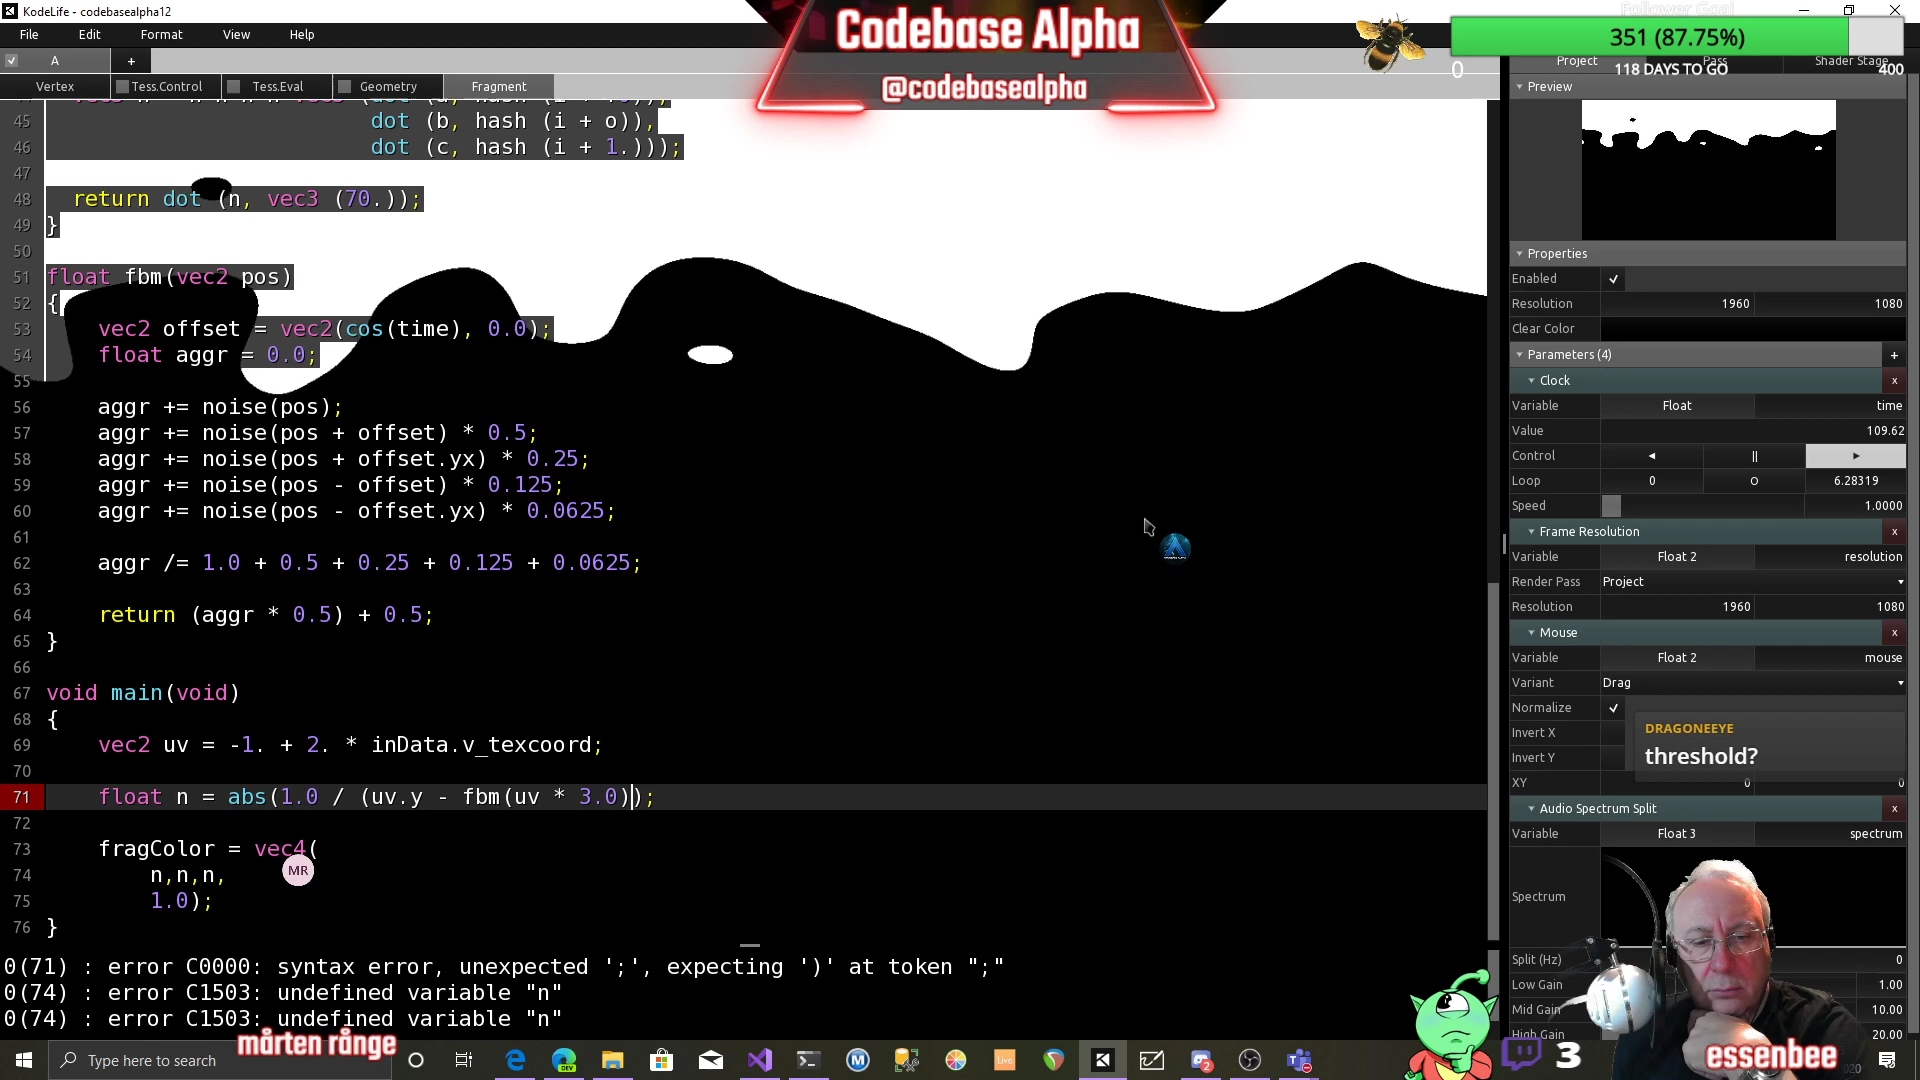 KodeLife - codebasealpha12
Follower Goal
File Edit Format View Help
Codebase Alpha
@codebasealpha
351 (87.75%)
0
118 DAYS TO GO
400
A +
Vertex Tess.Control Tess.Eval Geometry Fragment
Project Pass Shader Stage
45 dot (b, hash (i + o)),
46 dot (c, hash (i + 1.)));
47
48 return dot (n, vec3 (70.));
49 }
50
51 float fbm(vec2 pos)
52 {
53 vec2 offset = vec2(cos(time), 0.0);
54 float aggr = 0.0;
55
56 aggr += noise(pos);
57 aggr += noise(pos + offset) * 0.5;
58 aggr += noise(pos + offset.yx) * 0.25;
59 aggr += noise(pos - offset) * 0.125;
60 aggr += noise(pos - offset.yx) * 0.0625;
61
62 aggr /= 1.0 + 0.5 + 0.25 + 0.125 + 0.0625;
63
64 return (aggr * 0.5) + 0.5;
65 }
66
67 void main(void)
68 {
69 vec2 uv = -1. + 2. * inData.v_texcoord;
70
71 float n = abs(1.0 / (uv.y - fbm(uv * 3.0));
72
73 fragColor = vec4(
74 n,n,n,
MR
75 1.0);
76 }
0(71) : error C0000: syntax error, unexpected ';', expecting ')' at token ";"
0(74) : error C1503: undefined variable "n"
0(74) : error C1503: undefined variable "n"
Preview
Properties
Enabled
Resolution 1960 1080
Clear Color
Parameters (4) +
Clock x
Variable Float time
Value 109.62
Control
Loop 0 O 6.28319
Speed 1.0000
Frame Resolution x
Variable Float 2 resolution
Render Pass Project
Resolution 1960 1080
Mouse x
Variable Float 2 mouse
Variant Drag
Normalize
Invert X
Invert Y
XY 0 0
DRAGONEEYE
threshold?
Audio Spectrum Split x
Variable Float 3 spectrum
Spectrum
Split (Hz) 0
Low Gain 1.00
Mid Gain 10.00
High Gain 20.00
mårten rånge
Type here to search
DEV
Live
2
3
essenbee